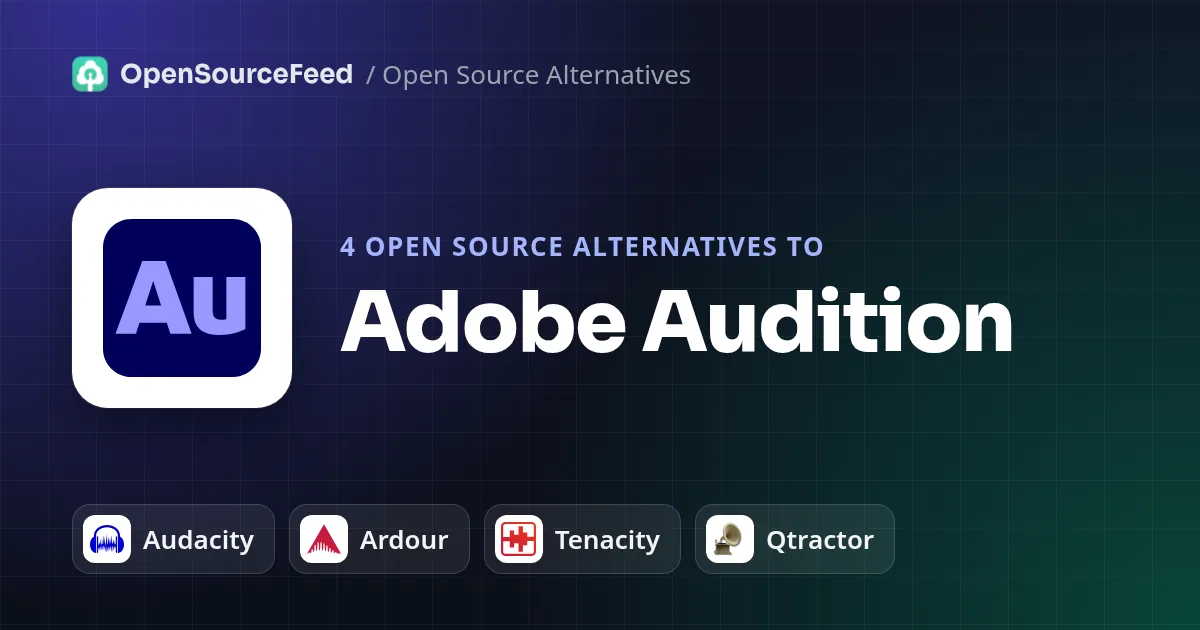 OpenSourceFeed / Open Source Alternatives
Au
4 OPEN SOURCE ALTERNATIVES TO
Adobe Audition
Audacity
Ardour
Tenacity
Qtractor